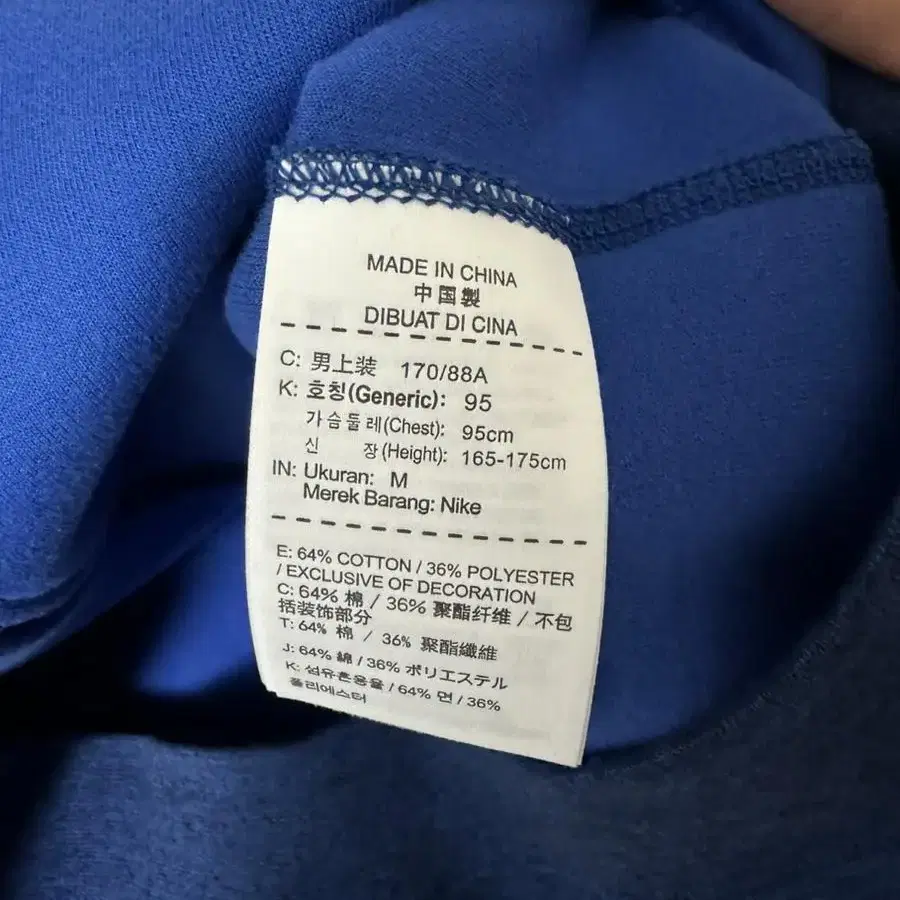 MADE IN CHINA
中国製
DIBUAT DI CINA
C: 男上装 170/88A
K: 호칭(Generic): 95
가슴둘레(Chest): 95cm
신 장(Height): 165-175cm
IN: Ukuran: M
Merek Barang: Nike
E: 64% COTTON / 36% POLYESTER
/ EXCLUSIVE OF DECORATION
C: 64% 棉 / 36% 聚酯纤维 / 不包
括装饰部分
T: 64% 棉 / 36% 聚酯纖維
J: 64% 綿 / 36% ポリエステル
K: 섬유혼용율 / 64% 면 / 36%
폴리에스터